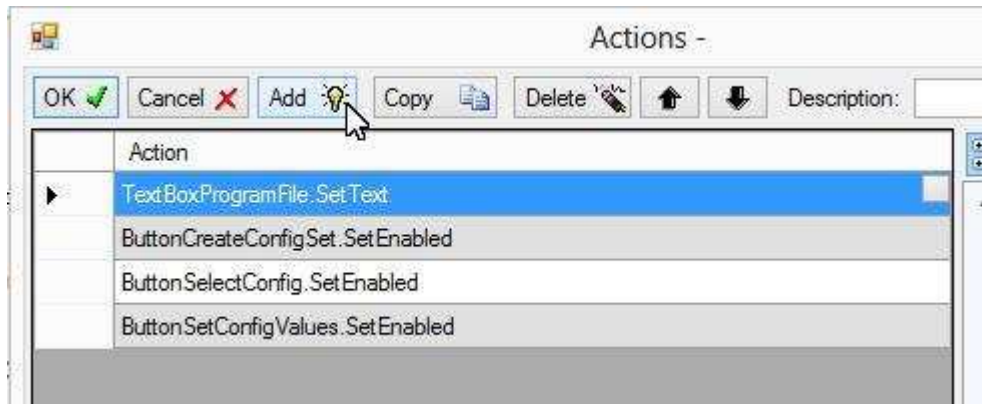 Actions -
OK Cancel Add Copy Delete Description:
Action
TextBoxProgramFile.SetText
ButtonCreateConfigSet.SetEnabled
ButtonSelectConfig.SetEnabled
ButtonSetConfigValues.SetEnabled